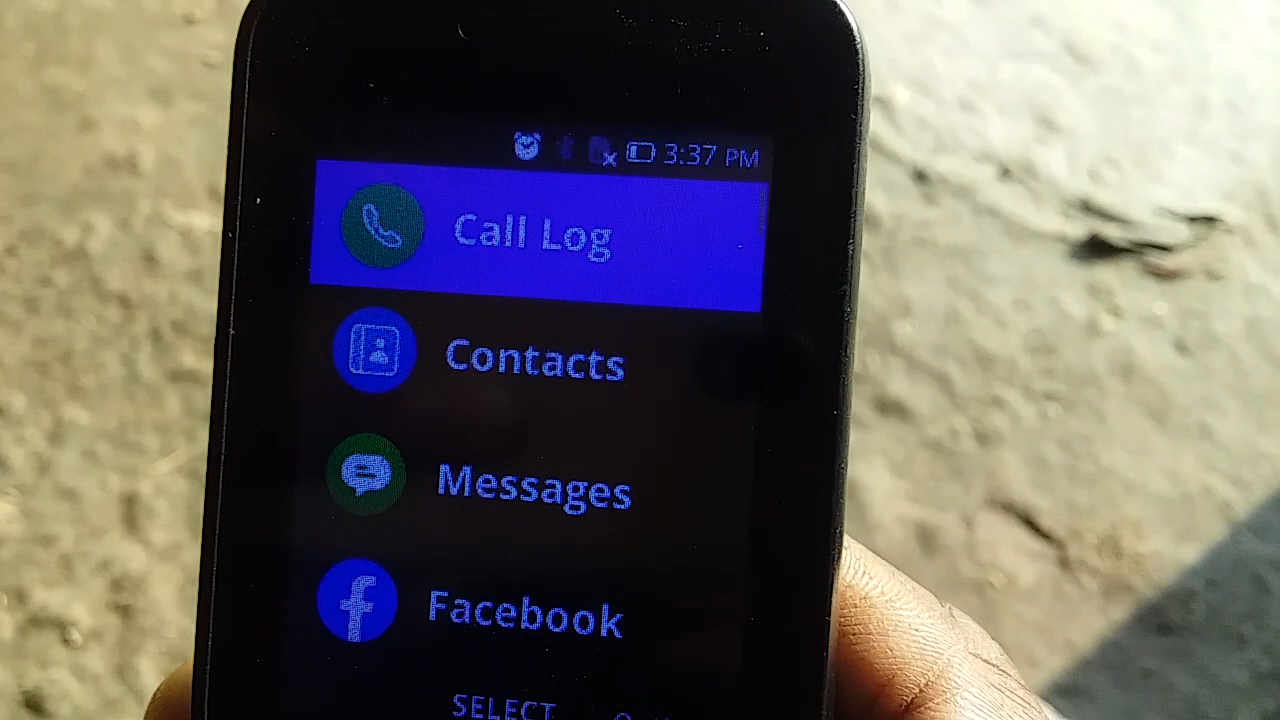 3:37 PM
Call Log
Contacts
Messages
Facebook
SELECT